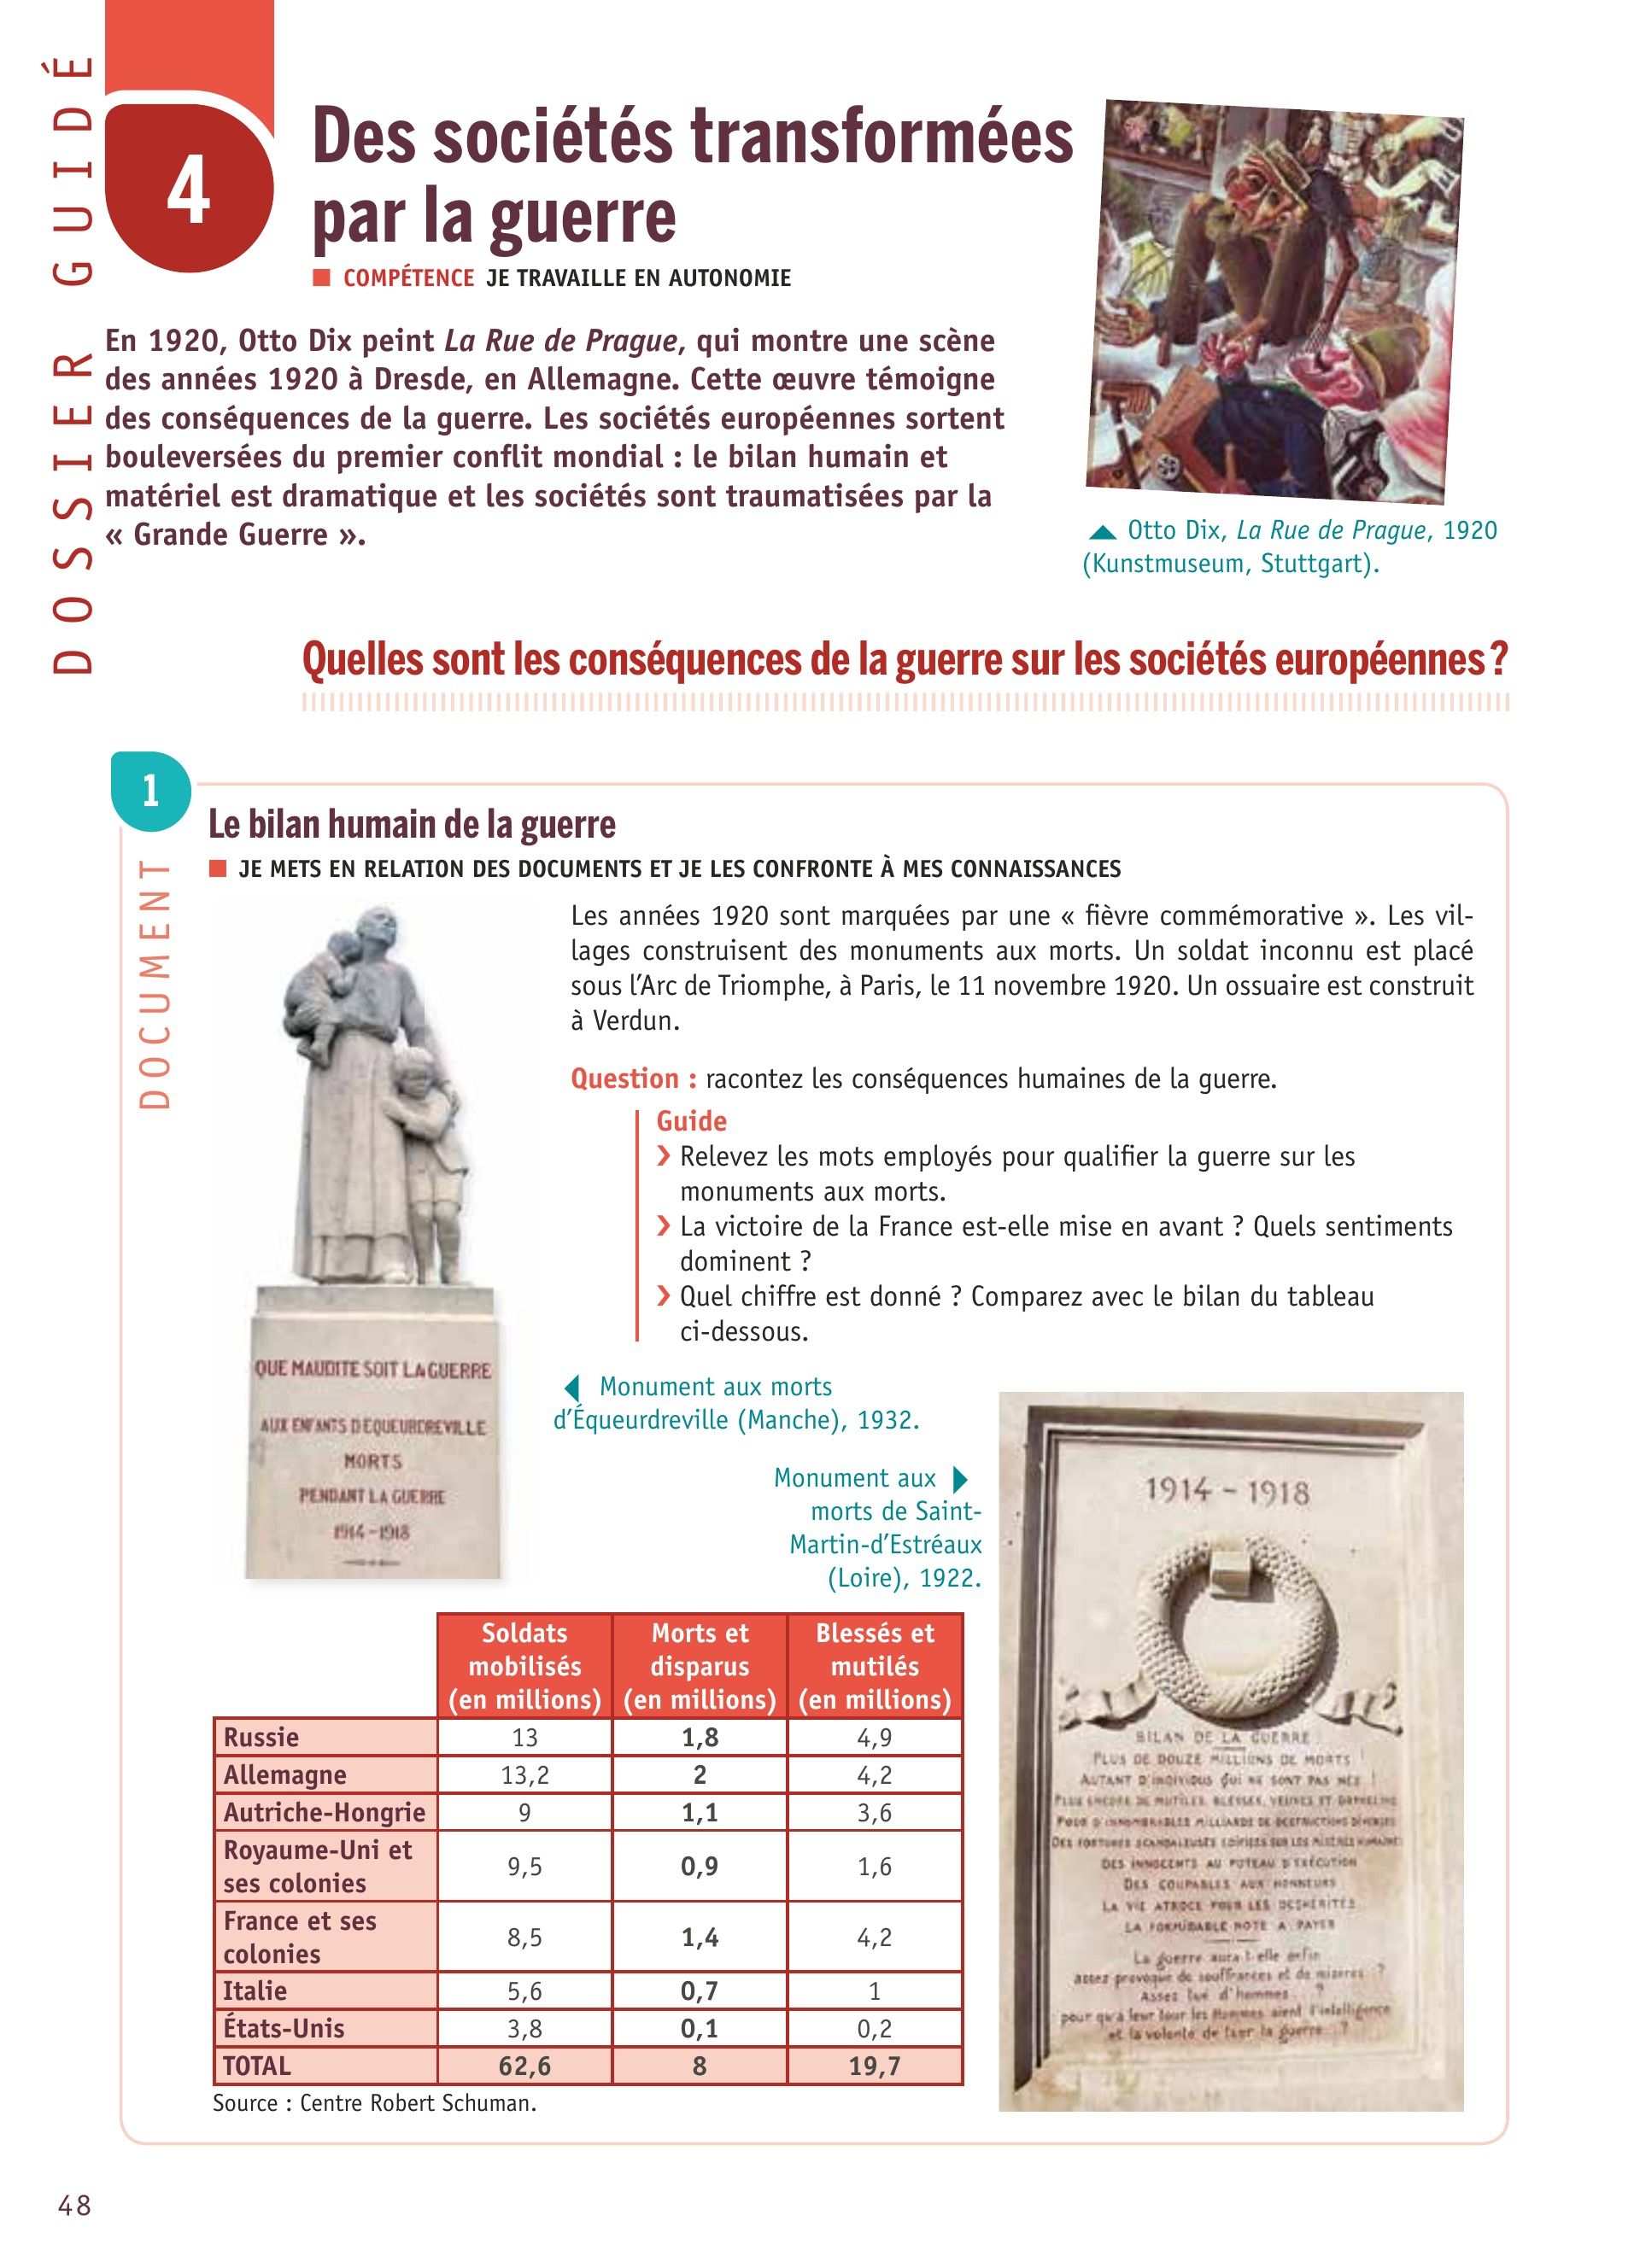 DOSSIER GUIDÉ
4
Des sociétés transformées
par la guerre
COMPÉTENCE JE TRAVAILLE EN AUTONOMIE
En 1920, Otto Dix peint La Rue de Prague, qui montre une scène
des années 1920 à Dresde, en Allemagne. Cette œuvre témoigne
des conséquences de la guerre. Les sociétés européennes sortent
bouleversées du premier conflit mondial : le bilan humain et
matériel est dramatique et les sociétés sont traumatisées par la
« Grande Guerre ».
Otto Dix, La Rue de Prague, 1920
(Kunstmuseum, Stuttgart).
Quelles sont les conséquences de la guerre sur les sociétés européennes ?
1
DOCUMENT
Le bilan humain de la guerre
JE METS EN RELATION DES DOCUMENTS ET JE LES CONFRONTE À MES CONNAISSANCES
Les années 1920 sont marquées par une « fièvre commémorative ». Les vil-
lages construisent des monuments aux morts. Un soldat inconnu est placé
sous l'Arc de Triomphe, à Paris, le 11 novembre 1920. Un ossuaire est construit
à Verdun.
Question : racontez les conséquences humaines de la guerre.
Guide
❯ Relevez les mots employés pour qualifier la guerre sur les
monuments aux morts.
❯ La victoire de la France est-elle mise en avant ? Quels sentiments
dominent ?
❯ Quel chiffre est donné ? Comparez avec le bilan du tableau
ci-dessous.
QUE MAUDITE SOIT LA GUERRE
AUX ENFANTS D'EQUEURDREVILLE
MORTS
PENDANT LA GUERRE
1914-1918
Monument aux morts
d'Équeurdreville (Manche), 1932.
Monument aux
morts de Saint-
Martin-d'Estréaux
(Loire), 1922.
1914 - 1918
BILAN DE LA GUERRE
PLUS DE DOUZE MILLIONS DE MORTS !
AUTANT D'INDIVIDUS QUI NE SONT PAS NÉS !
PLUS ENCORE DE MUTILÉS, BLESSÉS, VEUVES ET ORPHELINS
POUR D'INNOMBRABLES MILLIARDS DE DESTRUCTIONS DIVERSES
DES FORTUNES SCANDALEUSES ÉDIFIÉES SUR LES MISÈRES HUMAINES
DES INNOCENTS AU POTEAU D'EXÉCUTION
DES COUPABLES AUX HONNEURS
LA VIE ATROCE POUR LES DESHERITÉS
LA FORMIDABLE NOTE A PAYER
La guerre aura t-elle enfin
assez provoqué de souffrances et de misères ?
Assez tué d'hommes ?
pour qu'à leur tour les Hommes aient l'intelligence
et la volonté de tuer la guerre ?
Soldats mobilisés (en millions) Morts et disparus (en millions) Blessés et mutilés (en millions)
Russie 13 1,8 4,9
Allemagne 13,2 2 4,2
Autriche-Hongrie 9 1,1 3,6
Royaume-Uni et ses colonies 9,5 0,9 1,6
France et ses colonies 8,5 1,4 4,2
Italie 5,6 0,7 1
États-Unis 3,8 0,1 0,2
TOTAL 62,6 8 19,7
Source : Centre Robert Schuman.
48